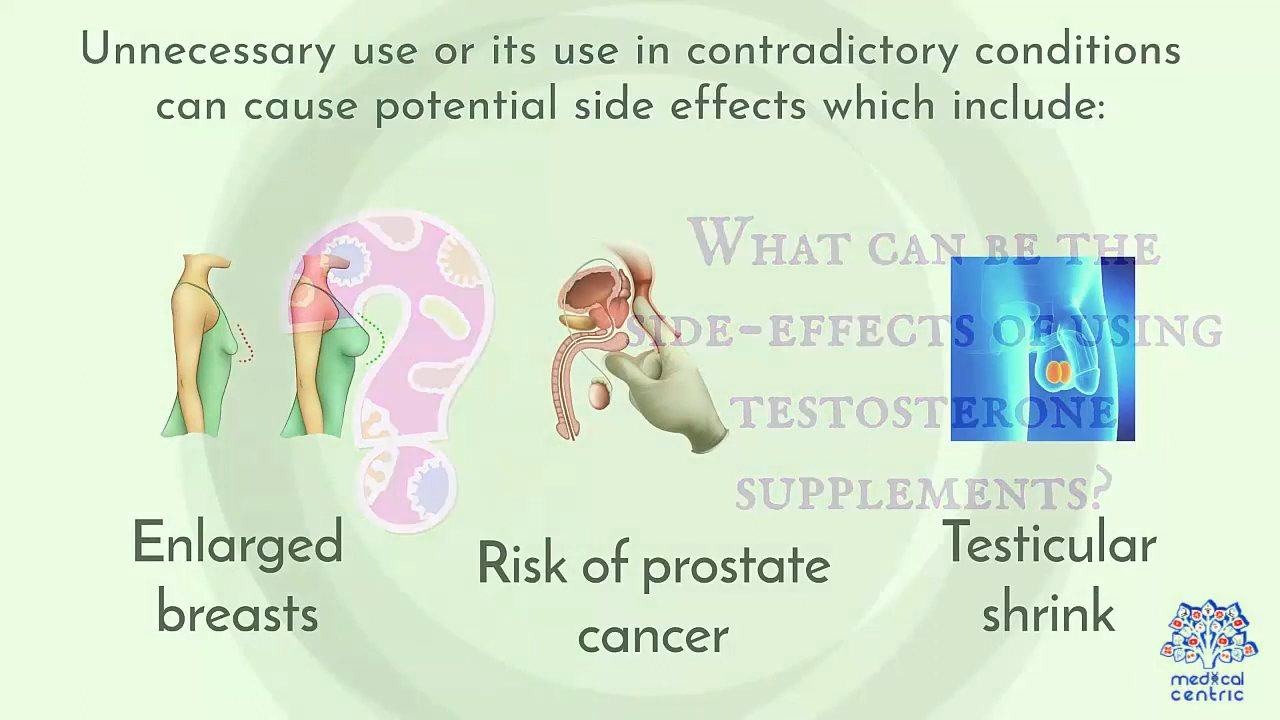 Unnecessary use or its use in contradictory conditions
can cause potential side effects which include:
What can be the
side-effects of using
testosterone
supplements?
Enlarged
breasts
Risk of prostate
cancer
Testicular
shrink
medical
centric